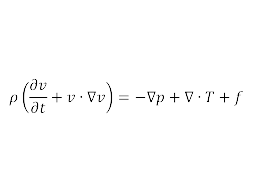 ρ(∂v/∂t + v · ∇v) = −∇p + ∇ · T + f